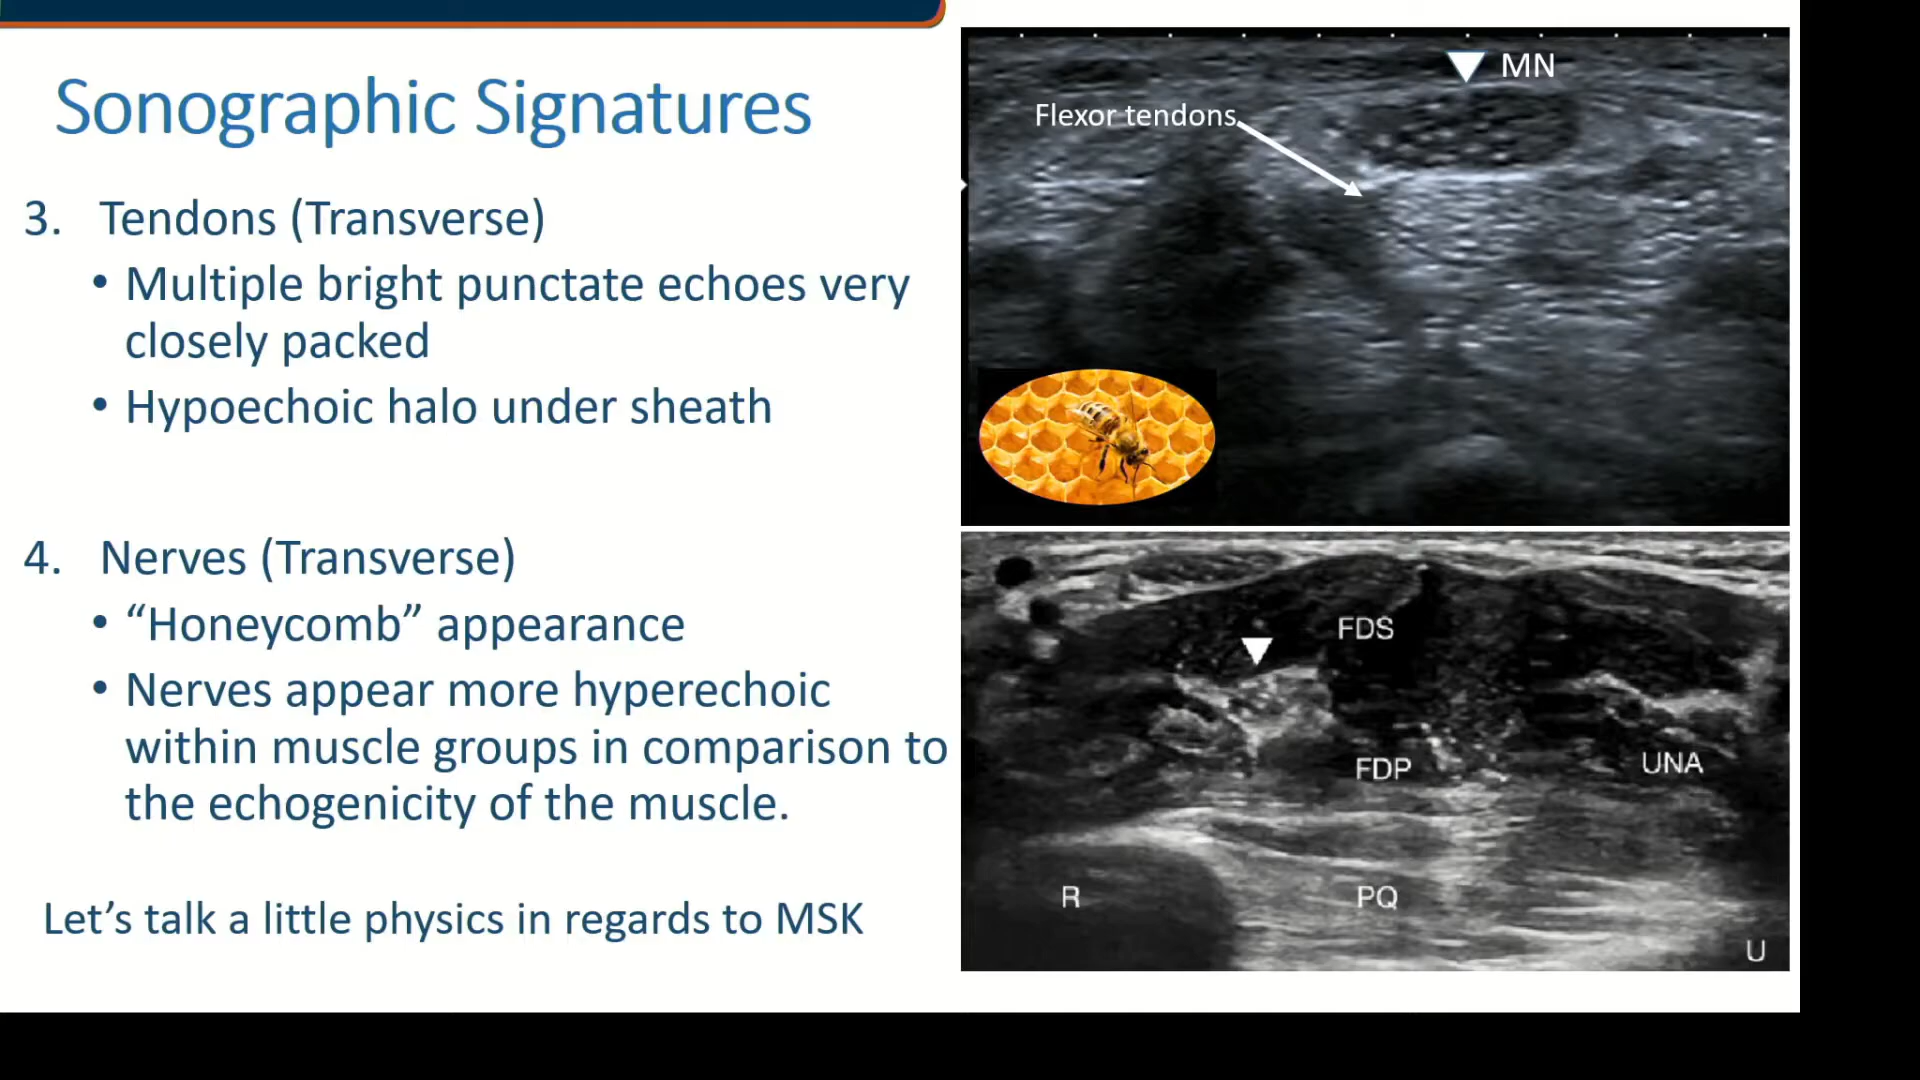 Sonographic Signatures
3. Tendons (Transverse)
• Multiple bright punctate echoes very
closely packed
• Hypoechoic halo under sheath
4. Nerves (Transverse)
• “Honeycomb” appearance
• Nerves appear more hyperechoic
within muscle groups in comparison to
the echogenicity of the muscle.
Let’s talk a little physics in regards to MSK
MN
Flexor tendons
FDS
FDP
UNA
R
PQ
U